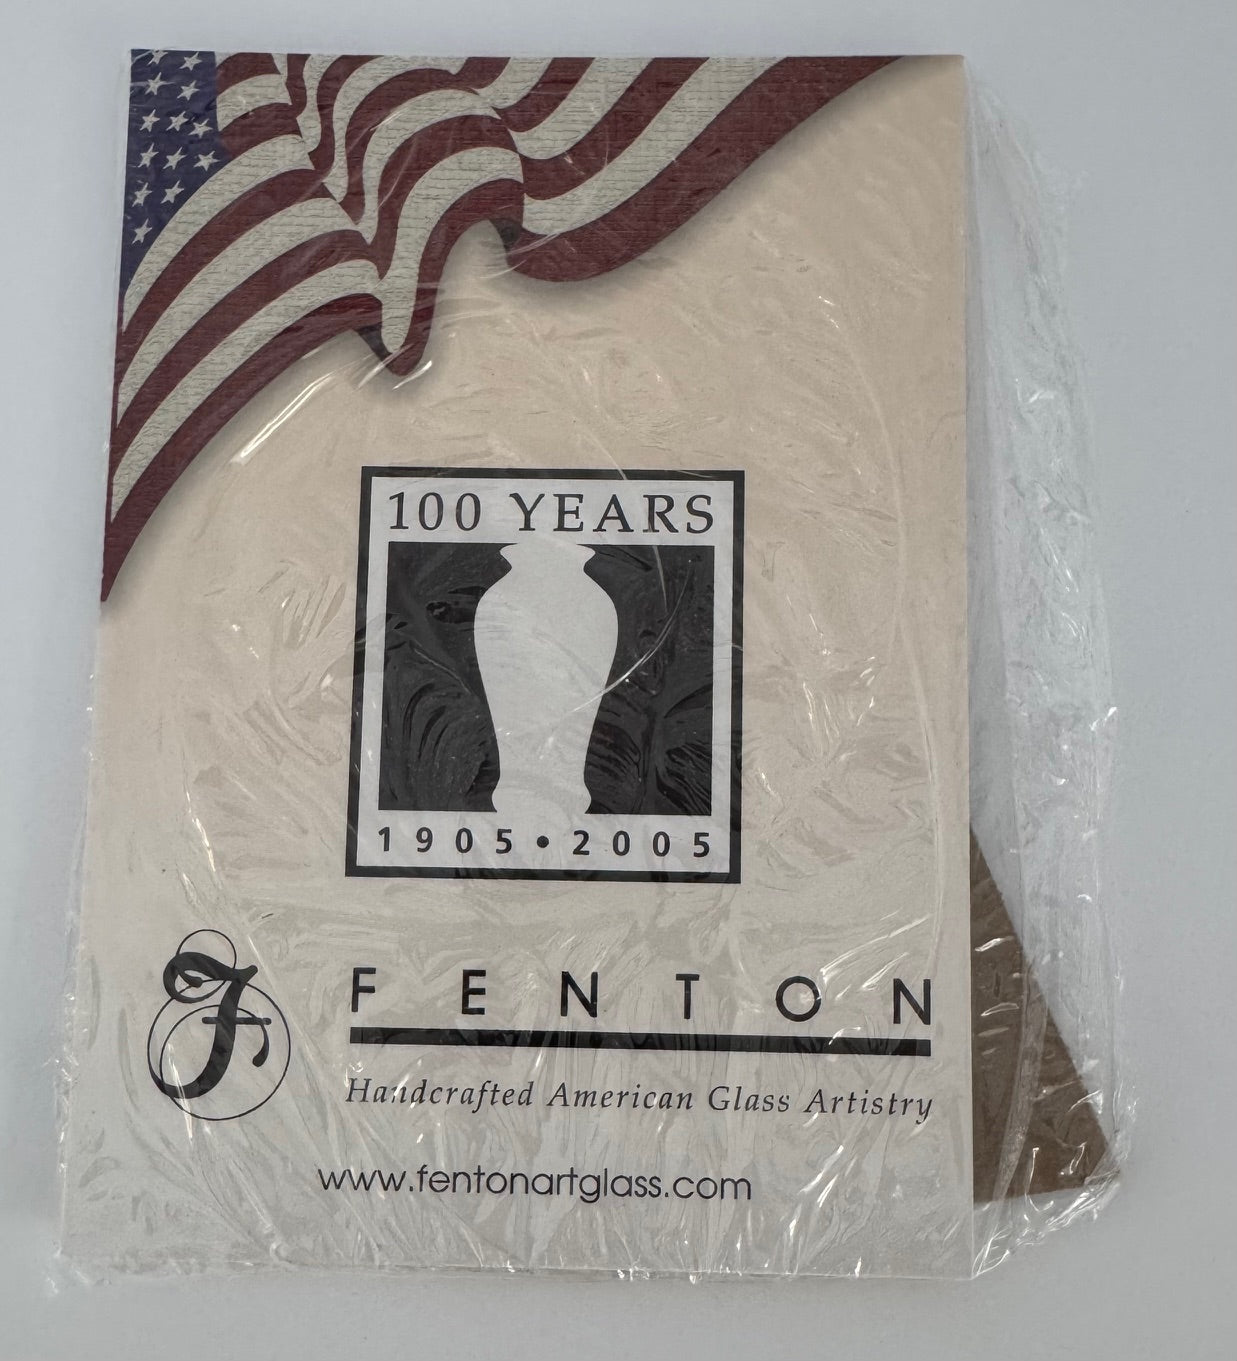 100 YEARS
1905 • 2005
F
FENTON
Handcrafted American Glass Artistry
www.fentonartglass.com